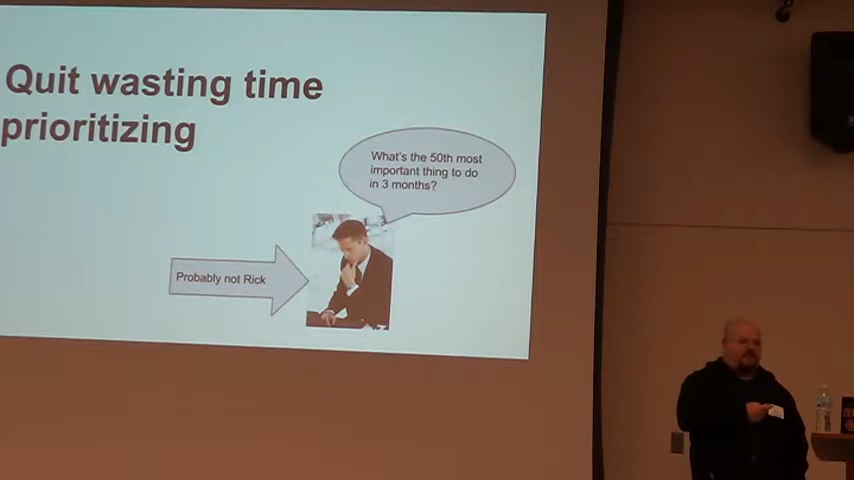 Quit wasting time
prioritizing
What's the 50th most
important thing to do
in 3 months?
Probably not Rick